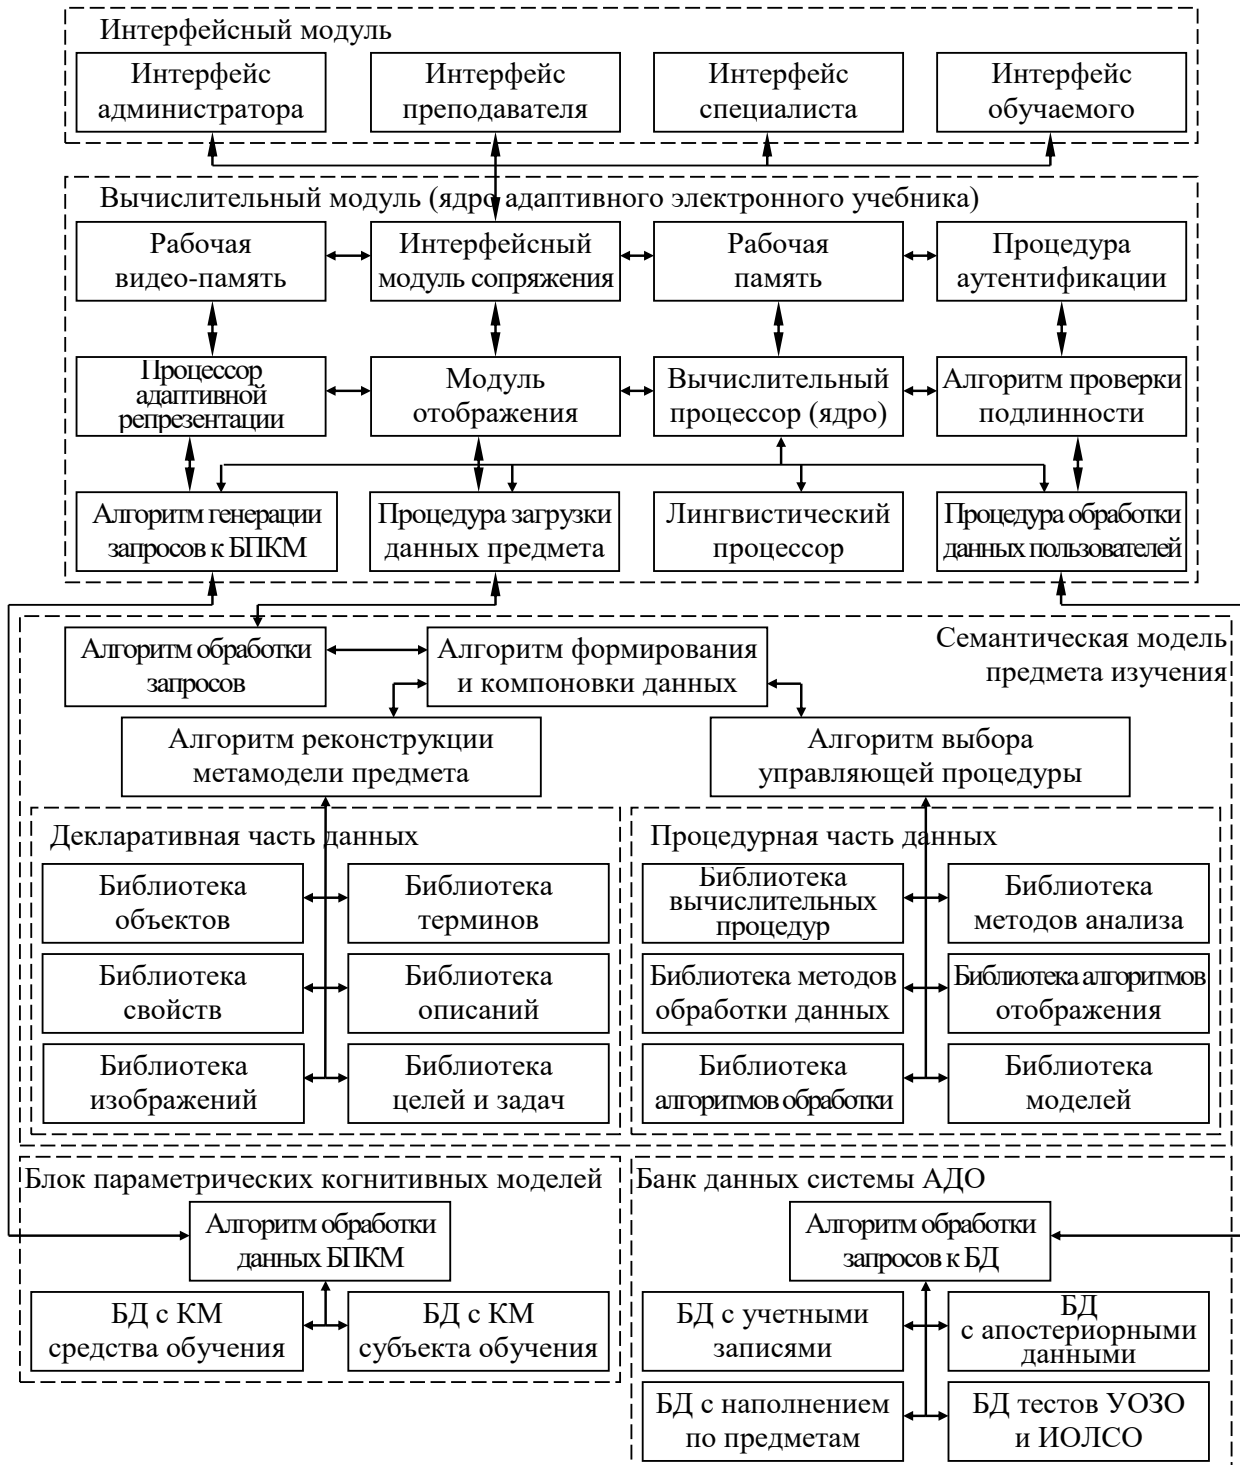 Интерфейсный модуль
Интерфейс
администратора
Интерфейс
преподавателя
Интерфейс
специалиста
Интерфейс
обучаемого
Вычислительный модуль (ядро адаптивного электронного учебника)
Рабочая
видео-память
Интерфейсный
модуль сопряжения
Рабочая
память
Процедура
аутентификации
Процессор
адаптивной
репрезентации
Модуль
отображения
Вычислительный
процессор (ядро)
Алгоритм проверки
подлинности
Алгоритм генерации
запросов к БПКМ
Процедура загрузки
данных предмета
Лингвистический
процессор
Процедура обработки
данных пользователей
Семантическая модель
предмета изучения
Алгоритм обработки
запросов
Алгоритм формирования
и компоновки данных
Алгоритм реконструкции
метамодели предмета
Алгоритм выбора
управляющей процедуры
Декларативная часть данных
Библиотека
объектов
Библиотека
терминов
Библиотека
свойств
Библиотека
описаний
Библиотека
изображений
Библиотека
целей и задач
Процедурная часть данных
Библиотека
вычислительных
процедур
Библиотека
методов анализа
Библиотека методов
обработки данных
Библиотека алгоритмов
отображения
Библиотека
алгоритмов обработки
Библиотека
моделей
Блок параметрических когнитивных моделей
Алгоритм обработки
данных БПКМ
БД с КМ
средства обучения
БД с КМ
субъекта обучения
Банк данных системы АДО
Алгоритм обработки
запросов к БД
БД с учетными
записями
БД
с апостериорными
данными
БД с наполнением
по предметам
БД тестов УОЗО
и ИОЛСО